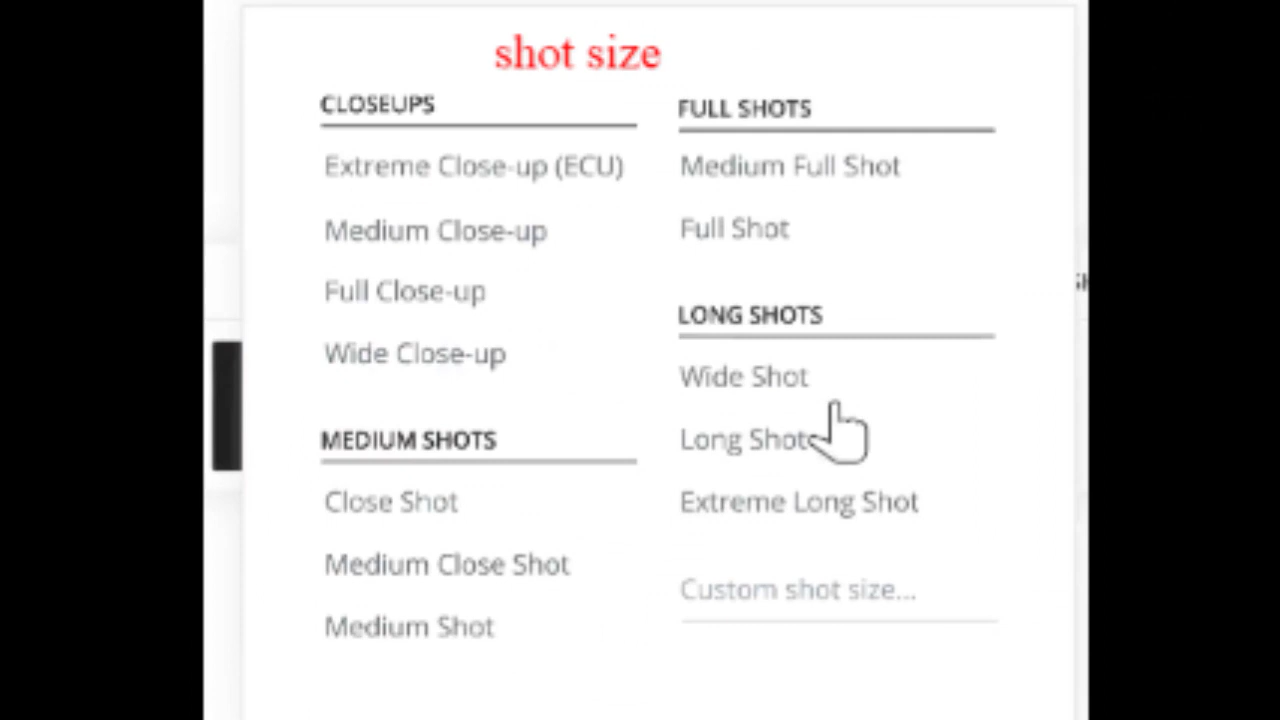 shot size
CLOSEUPS
Extreme Close-up (ECU)
Medium Close-up
Full Close-up
Wide Close-up
MEDIUM SHOTS
Close Shot
Medium Close Shot
Medium Shot
FULL SHOTS
Medium Full Shot
Full Shot
LONG SHOTS
Wide Shot
Long Shot
Extreme Long Shot
Custom shot size...